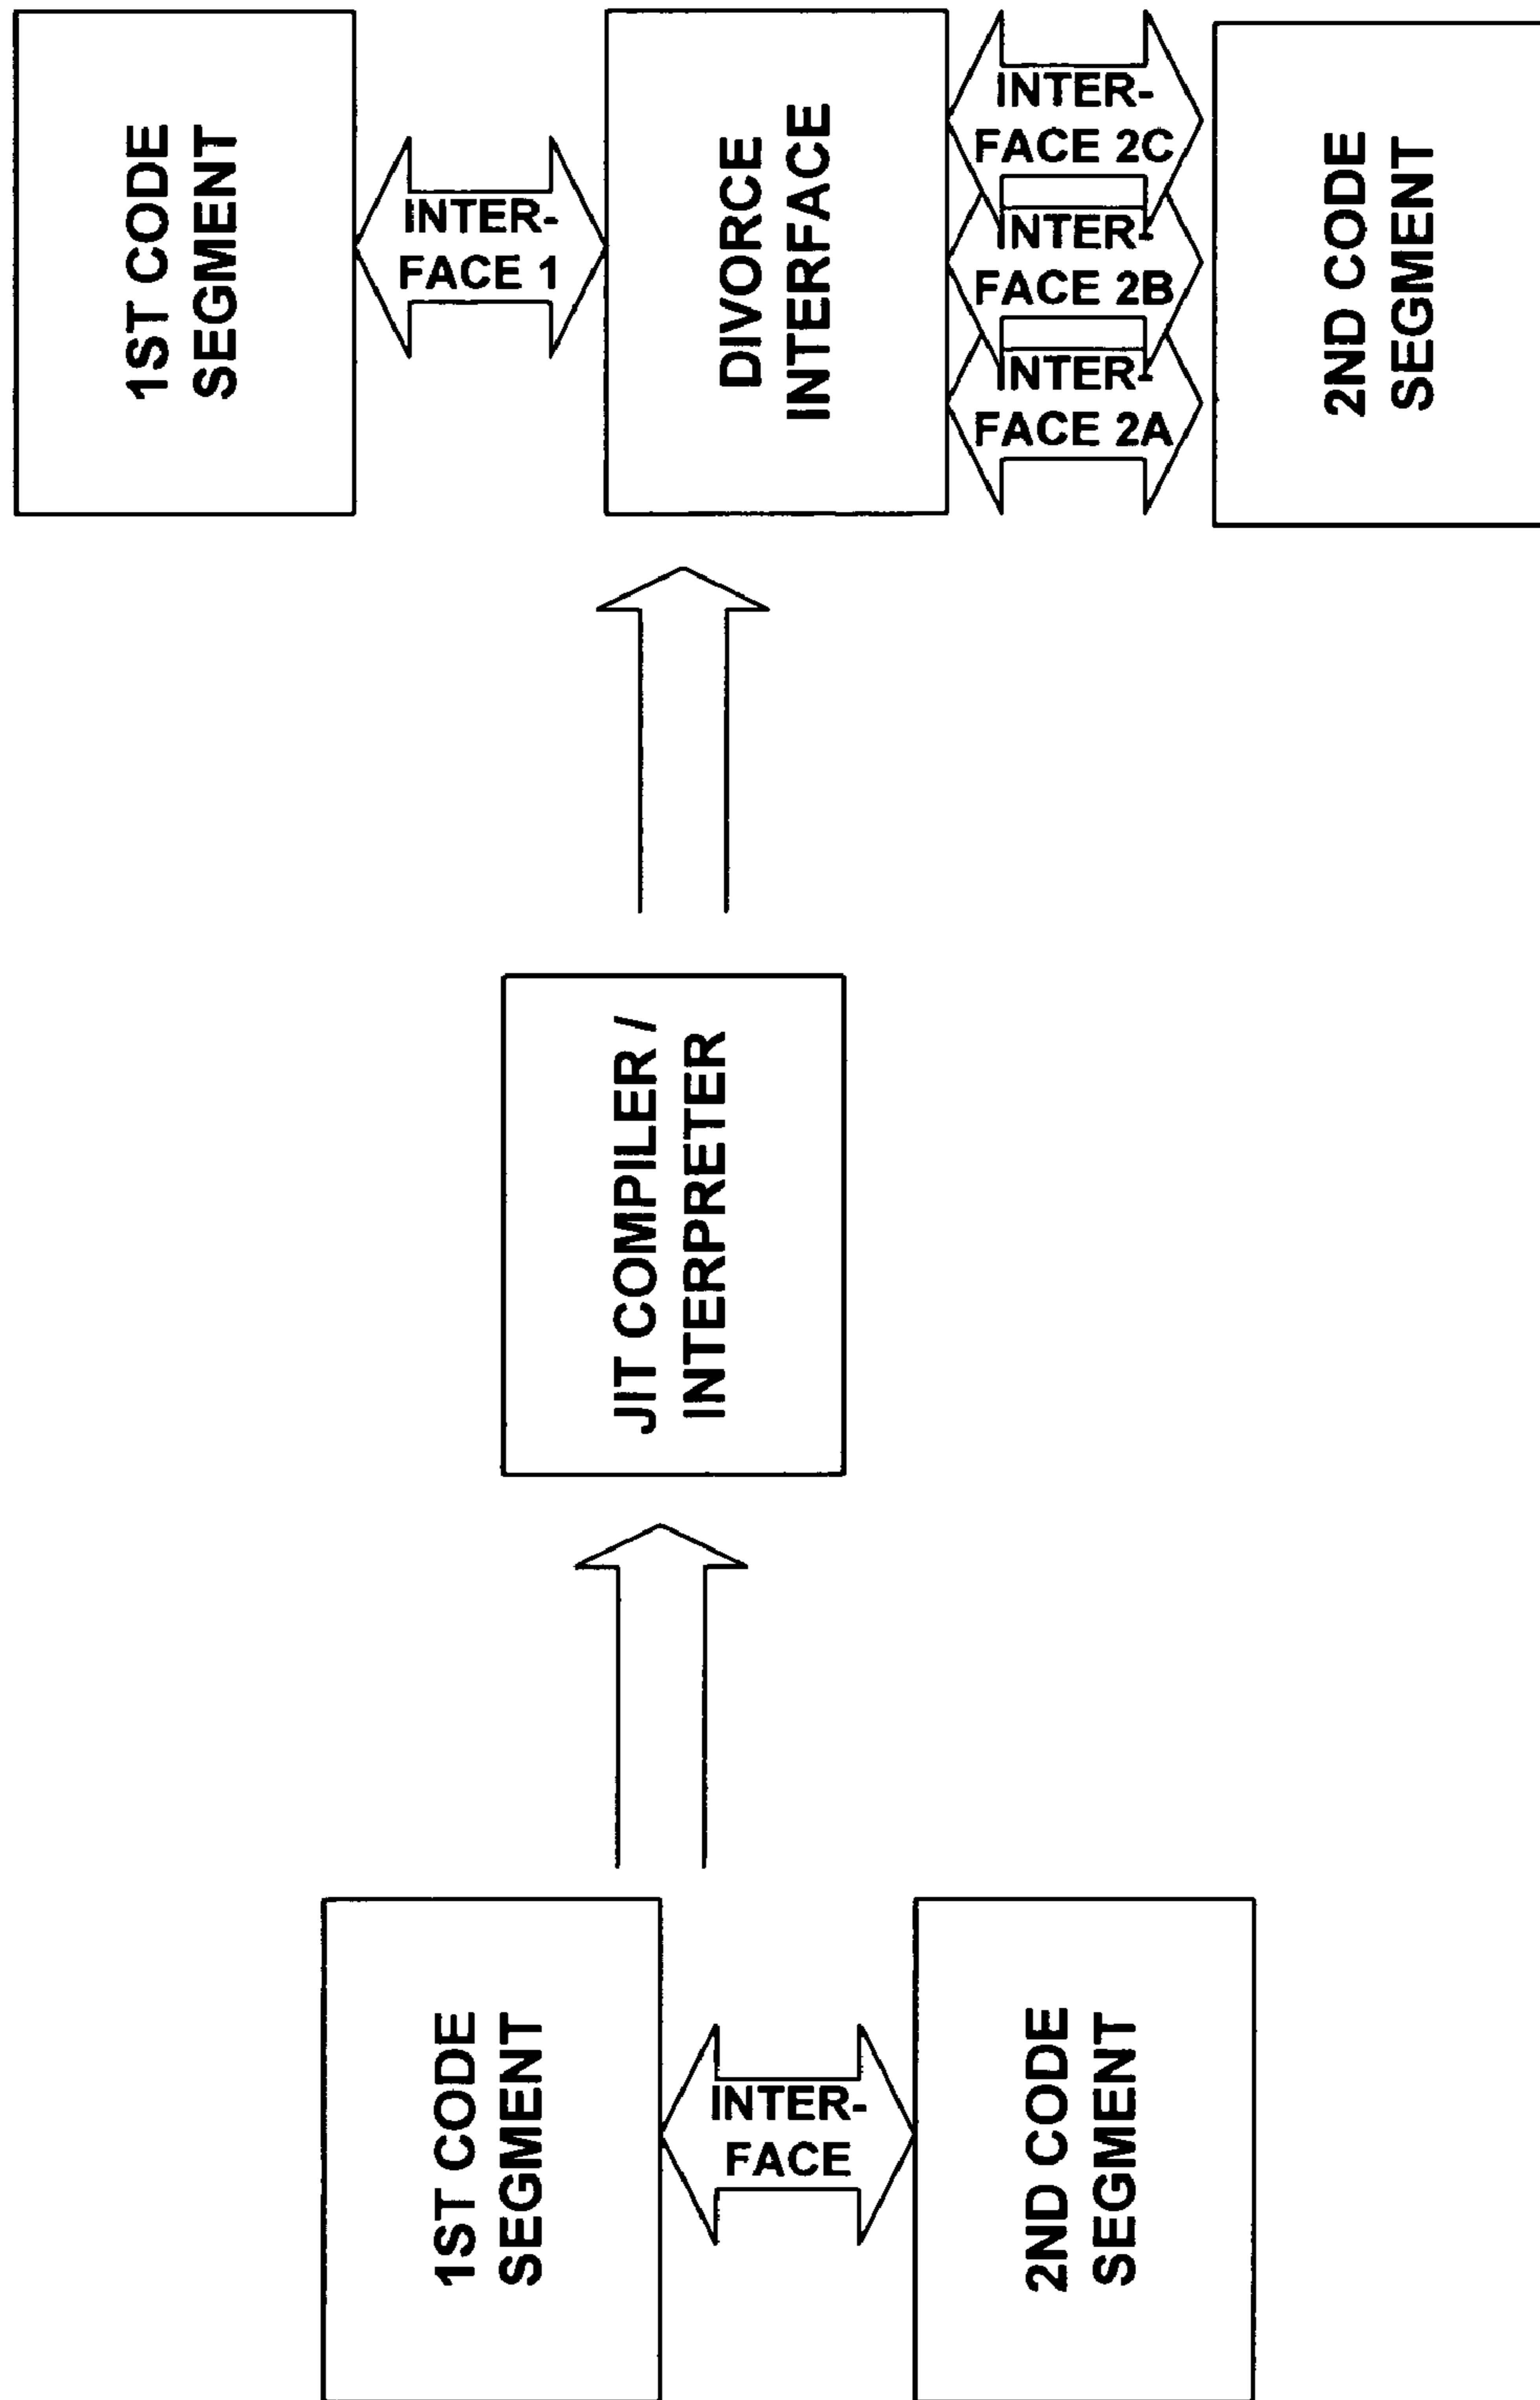 1ST CODE
SEGMENT
INTER-
FACE 1
DIVORCE
INTERFACE
INTER-
FACE 2C
INTER-
FACE 2B
INTER-
FACE 2A
2ND CODE
SEGMENT
JIT COMPILER /
INTERPRETER
1ST CODE
SEGMENT
INTER-
FACE
2ND CODE
SEGMENT